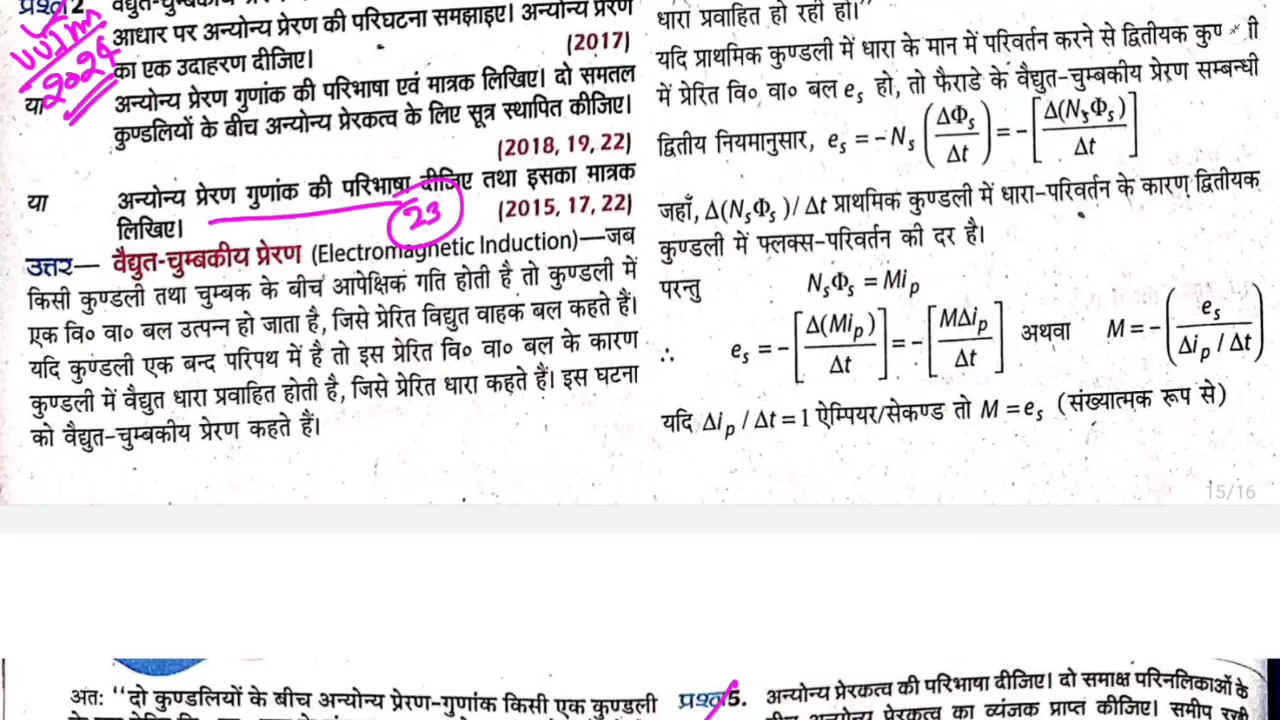 प्रश्न 2. वैद्युत-चुम्बकीय
आधार पर अन्योन्य प्रेरण की परिघटना समझाइए। अन्योन्य प्रेरण
का एक उदाहरण दीजिए। (2017)
या अन्योन्य प्रेरण गुणांक की परिभाषा एवं मात्रक लिखिए। दो समतल
कुण्डलियों के बीच अन्योन्य प्रेरकत्व के लिए सूत्र स्थापित कीजिए।
(2018, 19, 22)
या अन्योन्य प्रेरण गुणांक की परिभाषा दीजिए तथा इसका मात्रक
लिखिए। (2015, 17, 22)
23
2024
उत्तर— वैद्युत-चुम्बकीय प्रेरण (Electromagnetic Induction)—जब
किसी कुण्डली तथा चुम्बक के बीच आपेक्षिक गति होती है तो कुण्डली में
एक वि० वा० बल उत्पन्न हो जाता है, जिसे प्रेरित विद्युत वाहक बल कहते हैं।
यदि कुण्डली एक बन्द परिपथ में है तो इस प्रेरित वि० वा० बल के कारण
कुण्डली में वैद्युत धारा प्रवाहित होती है, जिसे प्रेरित धारा कहते हैं। इस घटना
को वैद्युत-चुम्बकीय प्रेरण कहते हैं।
धारा प्रवाहित हो रही हो।"
यदि प्राथमिक कुण्डली में धारा के मान में परिवर्तन करने से द्वितीयक
में प्रेरित वि० वा० बल e_s हो, तो फैराडे के वैद्युत-चुम्बकीय प्रेरण सम्बन्धी
द्वितीय नियमानुसार, e_s = −N_s (ΔΦ_s/Δt) = −[Δ(N_sΦ_s)/Δt]
जहाँ, Δ(N_sΦ_s)/Δt प्राथमिक कुण्डली में धारा-परिवर्तन के कारण द्वितीयक
कुण्डली में फ्लक्स-परिवर्तन की दर है।
परन्तु N_sΦ_s = Mi_p
∴ e_s = −[Δ(Mi_p)/Δt] = −[MΔi_p/Δt] अथवा M = −(e_s/(Δi_p / Δt))
यदि Δi_p / Δt = 1 ऐम्पियर/सेकण्ड तो M = e_s (संख्यात्मक रूप से)
15/16
अतः "दो कुण्डलियों के बीच अन्योन्य प्रेरण-गुणांक किसी एक कुण्डली
प्रश्न 5. अन्योन्य प्रेरकत्व की परिभाषा दीजिए। दो समाक्ष परिनलिकाओं के
बीच अन्योन्य प्रेरकत्व का व्यंजक प्राप्त कीजिए। समीप रखी